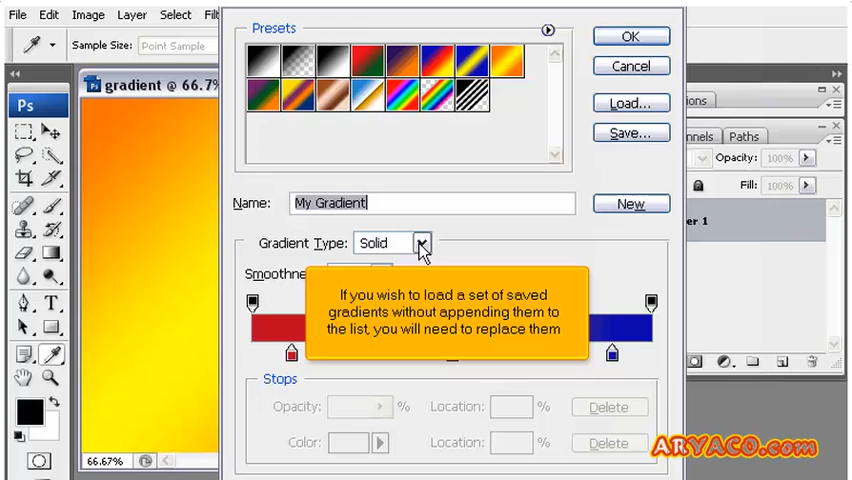 File Edit Image Layer Select
Sample Size: Point Sample
gradient @ 66.7%
Ps
66.67%
Presets
OK
Cancel
Load...
Save...
Name: My Gradient
New
Gradient Type: Solid
If you wish to load a set of saved
gradients without appending them to
the list, you will need to replace them
Stops
Opacity: % Location: % Delete
Color: Location: % Delete
Paths
Opacity: 100%
Fill: 100%
ARYACO.com